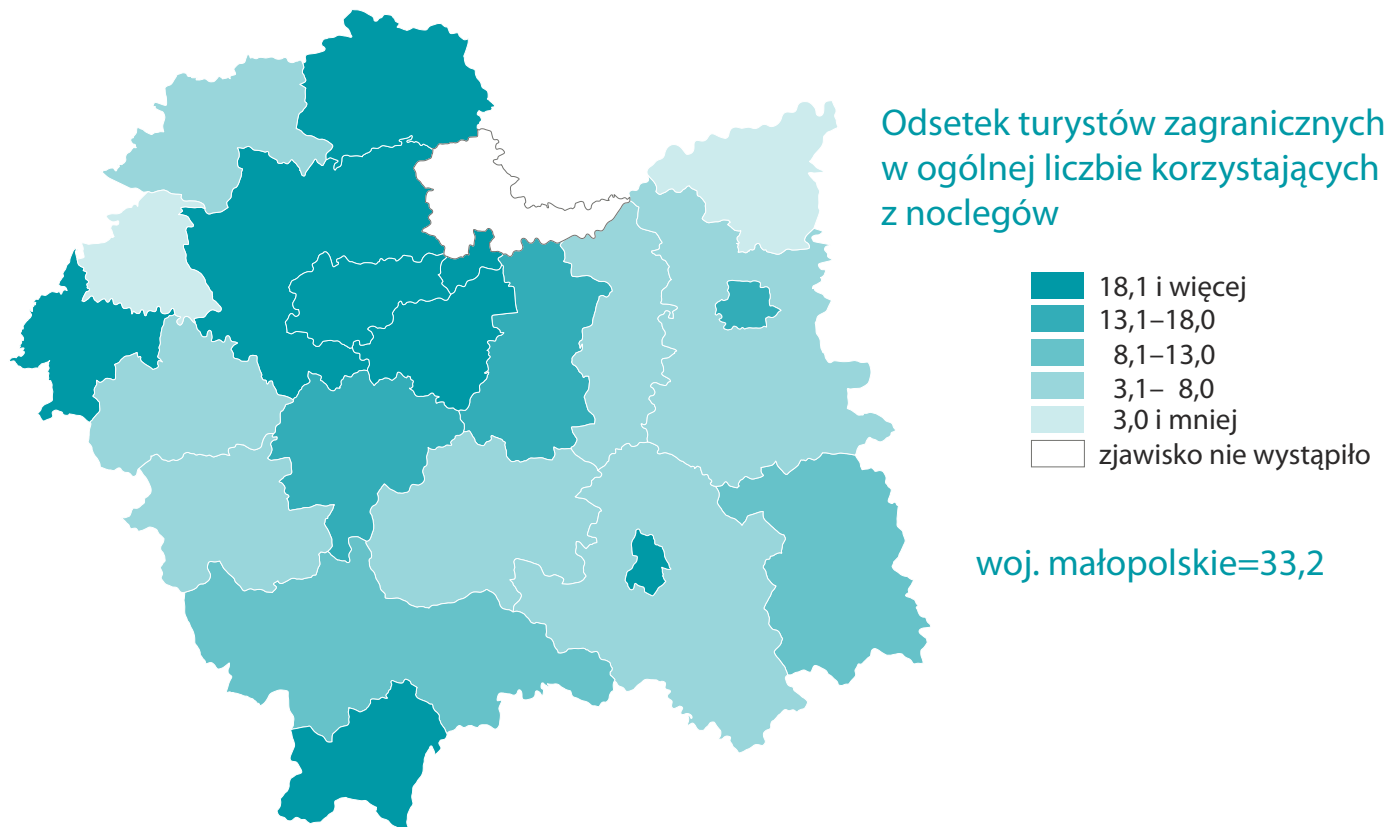 Odsetek turystów zagranicznych
w ogólnej liczbie korzystających
z noclegów
18,1 i więcej
13,1–18,0
8,1–13,0
3,1– 8,0
3,0 i mniej
zjawisko nie wystąpiło
woj. małopolskie=33,2